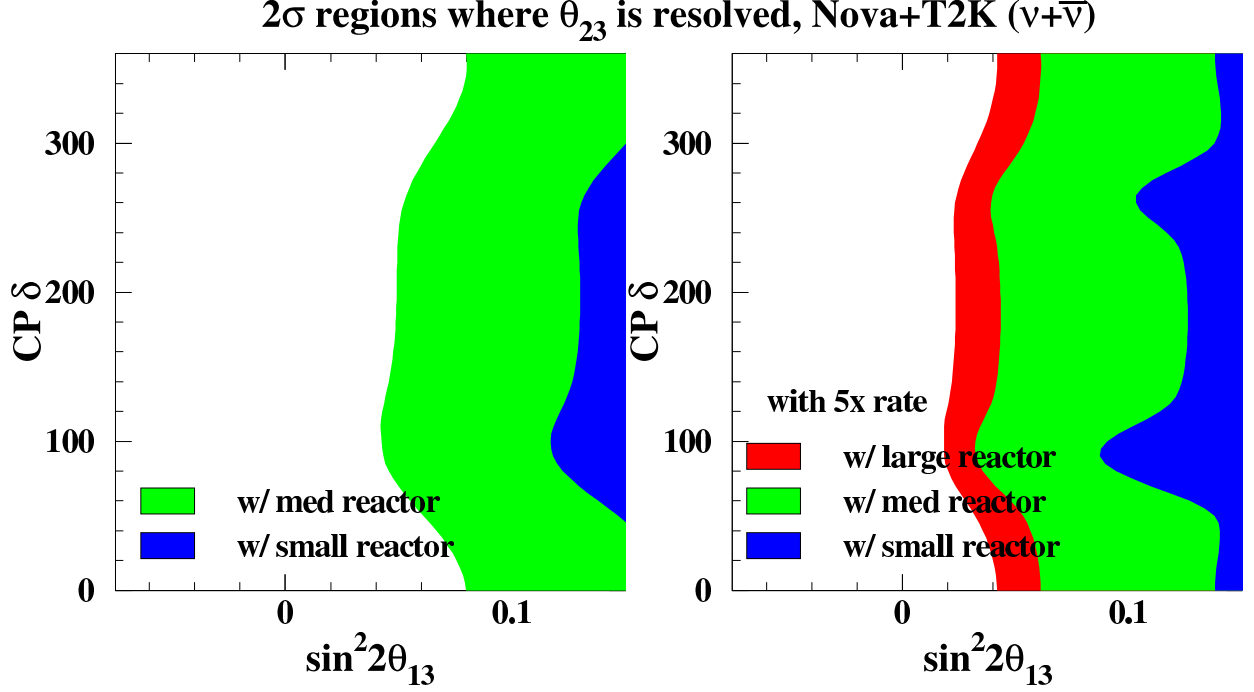 2σ regions where θ23 is resolved, Nova+T2K (ν+ν̅)
CP δ
300
200
100
0
w/ med reactor
w/ small reactor
0
0.1
sin²2θ13
CP δ
300
200
100
0
with 5x rate
w/ large reactor
w/ med reactor
w/ small reactor
0
0.1
sin²2θ13